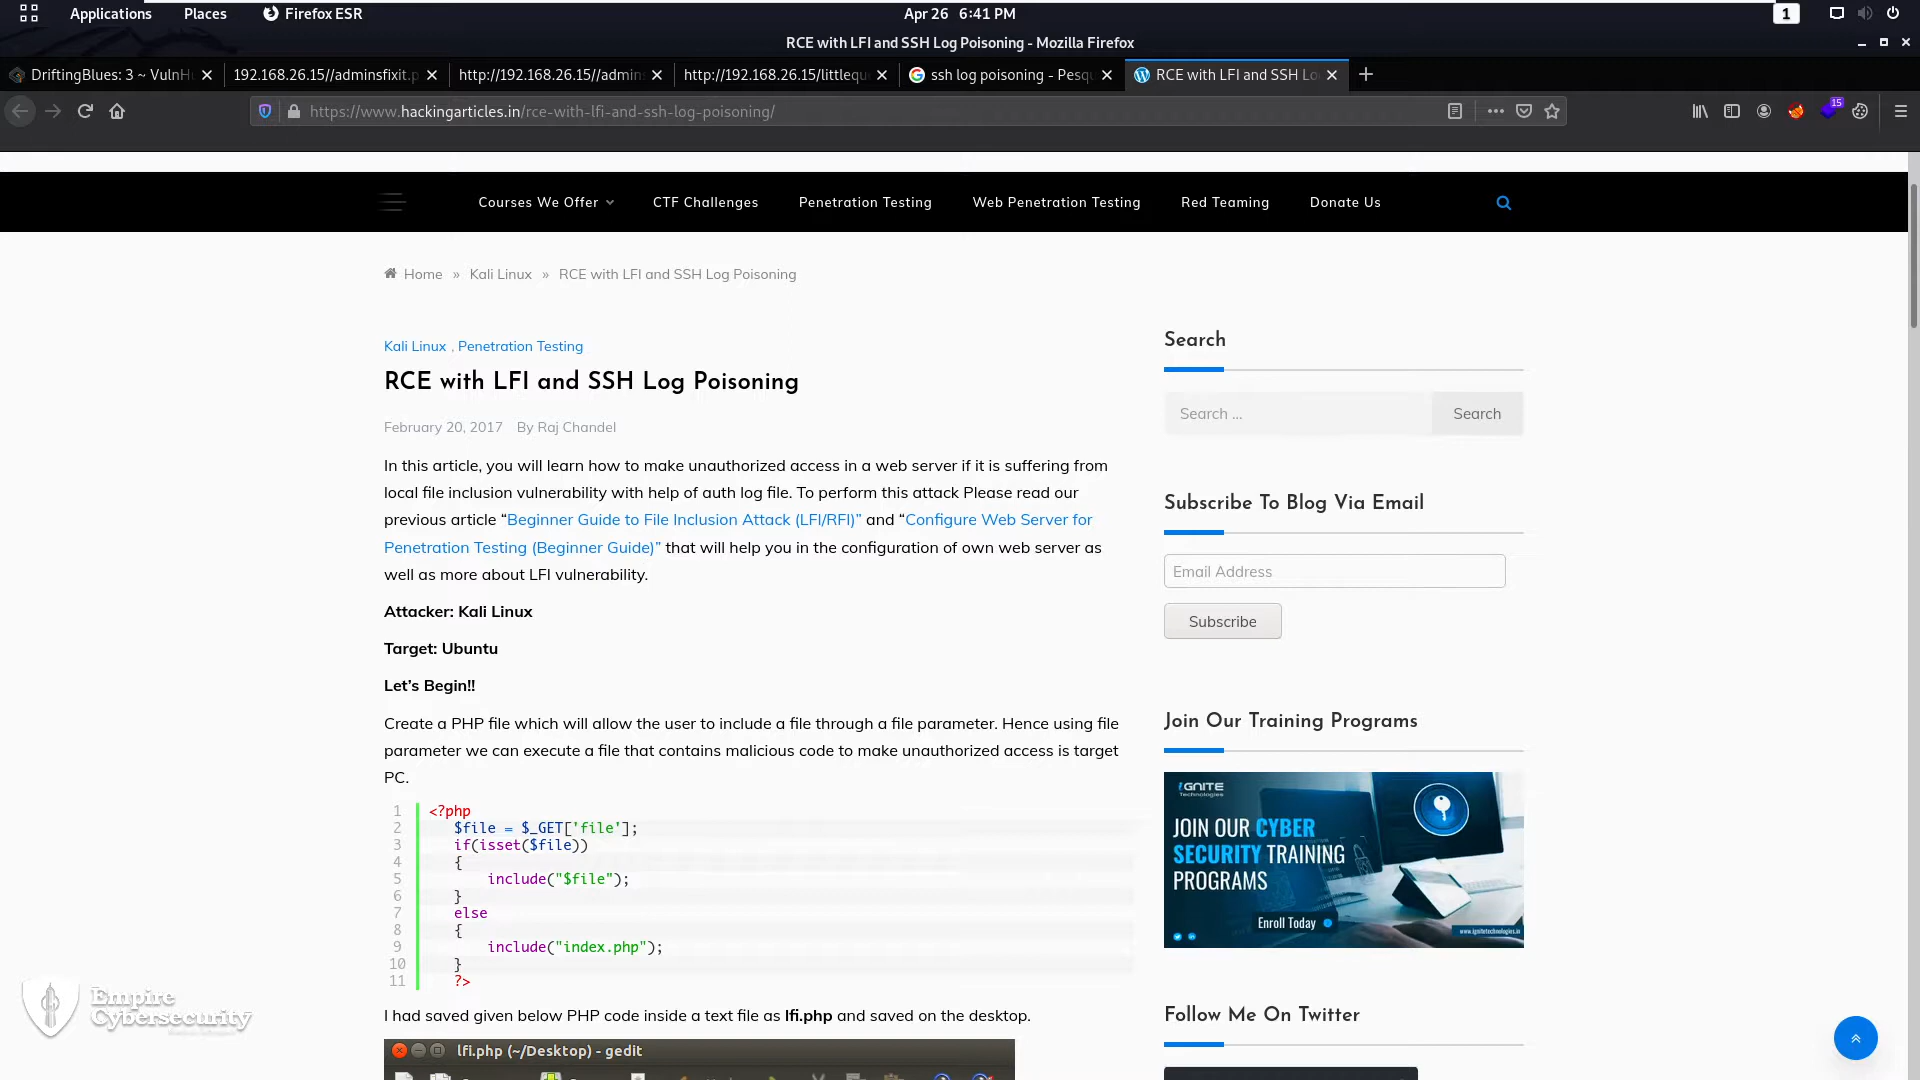 Applications Places Firefox ESR Apr 26 6:41 PM 1
RCE with LFI and SSH Log Poisoning - Mozilla Firefox
DriftingBlues: 3 ~ VulnH 192.168.26.15//adminsfixit.p http://192.168.26.15//admin http://192.168.26.15/littlequ ssh log poisoning - Pesq RCE with LFI and SSH Lo
https://www.hackingarticles.in/rce-with-lfi-and-ssh-log-poisoning/ 15
Courses We Offer CTF Challenges Penetration Testing Web Penetration Testing Red Teaming Donate Us
Home » Kali Linux » RCE with LFI and SSH Log Poisoning
Kali Linux , Penetration Testing
RCE with LFI and SSH Log Poisoning
February 20, 2017 By Raj Chandel
In this article, you will learn how to make unauthorized access in a web server if it is suffering from
local file inclusion vulnerability with help of auth log file. To perform this attack Please read our
previous article “Beginner Guide to File Inclusion Attack (LFI/RFI)” and “Configure Web Server for
Penetration Testing (Beginner Guide)” that will help you in the configuration of own web server as
well as more about LFI vulnerability.
Attacker: Kali Linux
Target: Ubuntu
Let’s Begin!!
Create a PHP file which will allow the user to include a file through a file parameter. Hence using file
parameter we can execute a file that contains malicious code to make unauthorized access is target
PC.
1 <?php
2 $file = $_GET['file'];
3 if(isset($file))
4 {
5 include("$file");
6 }
7 else
8 {
9 include("index.php");
10 }
11 ?>
I had saved given below PHP code inside a text file as lfi.php and saved on the desktop.
lfi.php (~/Desktop) - gedit
Search
Search ...
Search
Subscribe To Blog Via Email
Email Address
Subscribe
Join Our Training Programs
IGNITE
Technologies
JOIN OUR CYBER
SECURITY TRAINING
PROGRAMS
Enroll Today
www.ignitetechnologies.in
Follow Me On Twitter
Empire
Cybersecurity